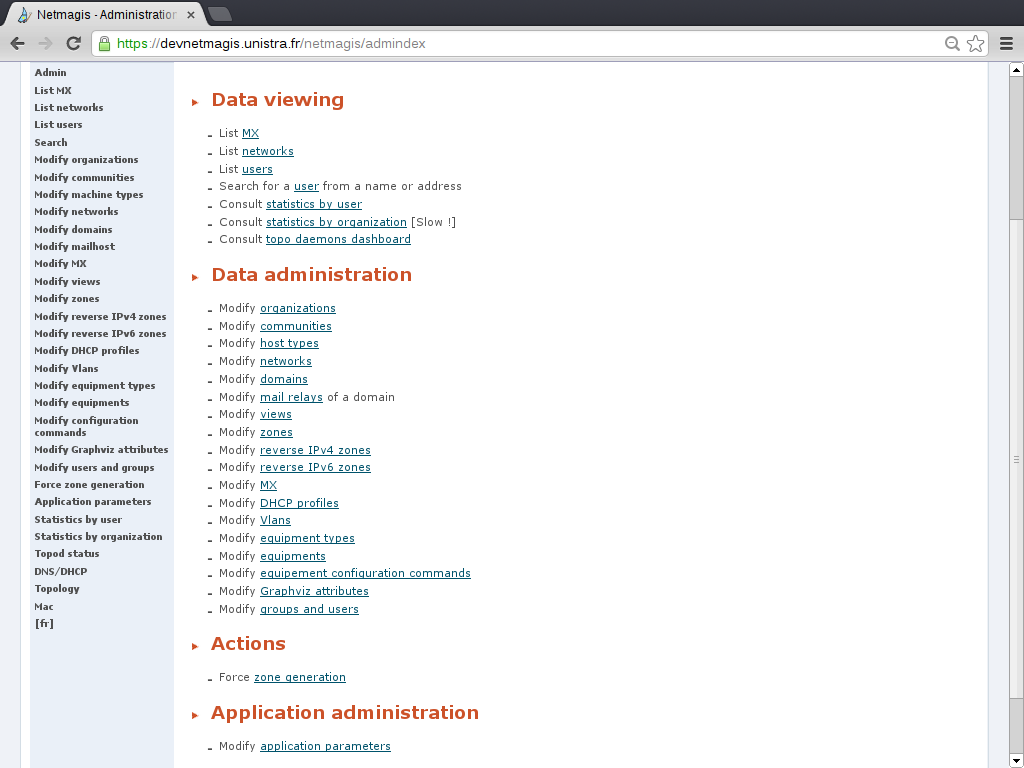 Netmagis - Administration
https://devnetmagis.unistra.fr/netmagis/admindex
Admin
List MX
List networks
List users
Search
Modify organizations
Modify communities
Modify machine types
Modify networks
Modify domains
Modify mailhost
Modify MX
Modify views
Modify zones
Modify reverse IPv4 zones
Modify reverse IPv6 zones
Modify DHCP profiles
Modify Vlans
Modify equipment types
Modify equipments
Modify configuration
commands
Modify Graphviz attributes
Modify users and groups
Force zone generation
Application parameters
Statistics by user
Statistics by organization
Topod status
DNS/DHCP
Topology
Mac
[fr]
Data viewing
List MX
List networks
List users
Search for a user from a name or address
Consult statistics by user
Consult statistics by organization [Slow !]
Consult topo daemons dashboard
Data administration
Modify organizations
Modify communities
Modify host types
Modify networks
Modify domains
Modify mail relays of a domain
Modify views
Modify zones
Modify reverse IPv4 zones
Modify reverse IPv6 zones
Modify MX
Modify DHCP profiles
Modify Vlans
Modify equipment types
Modify equipments
Modify equipement configuration commands
Modify Graphviz attributes
Modify groups and users
Actions
Force zone generation
Application administration
Modify application parameters